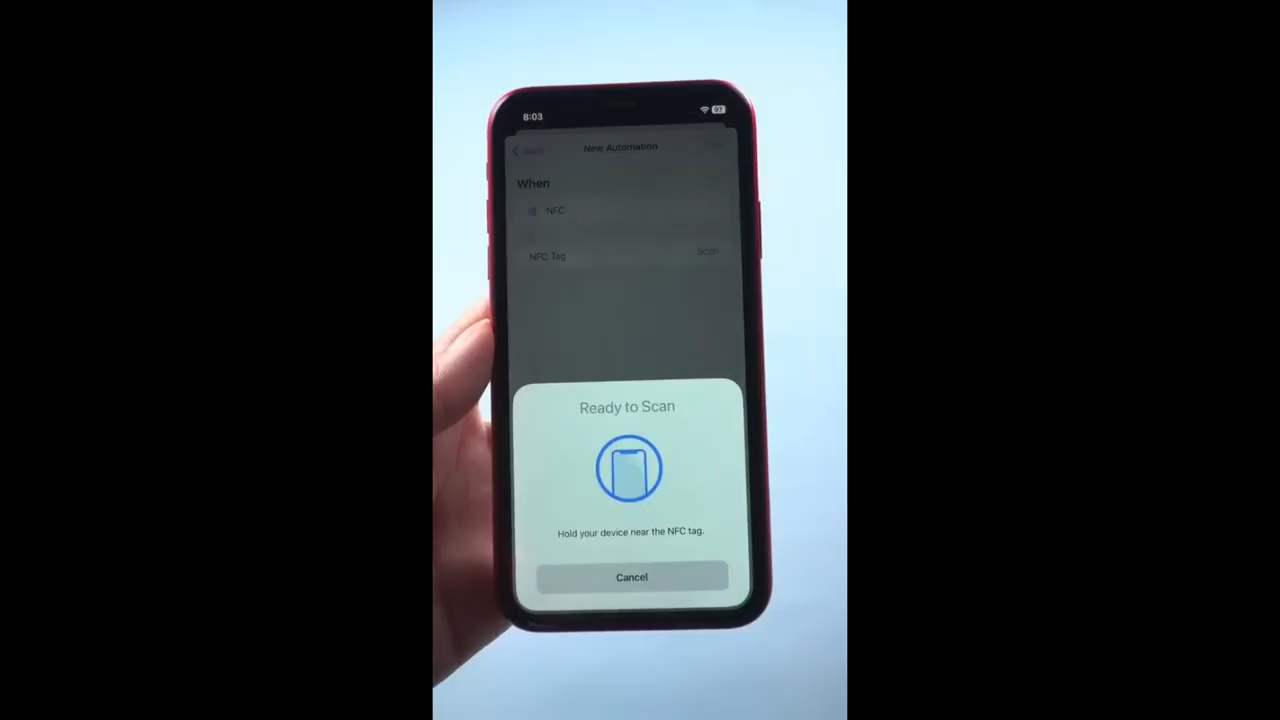 8:03
97
New Automation
When
NFC
NFC Tag
Scan
Ready to Scan
Hold your device near the NFC tag.
Cancel